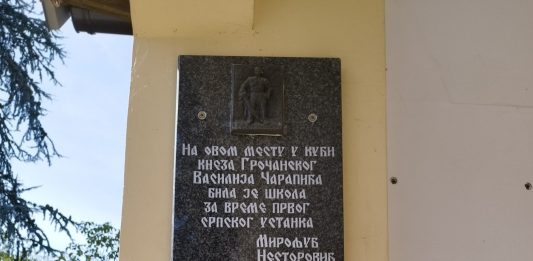 На овом месту у кући
кнеза Грочанског
Василија Чарапића
била је школа
за време првог
српског устанка
Мирољуб
Несторовић